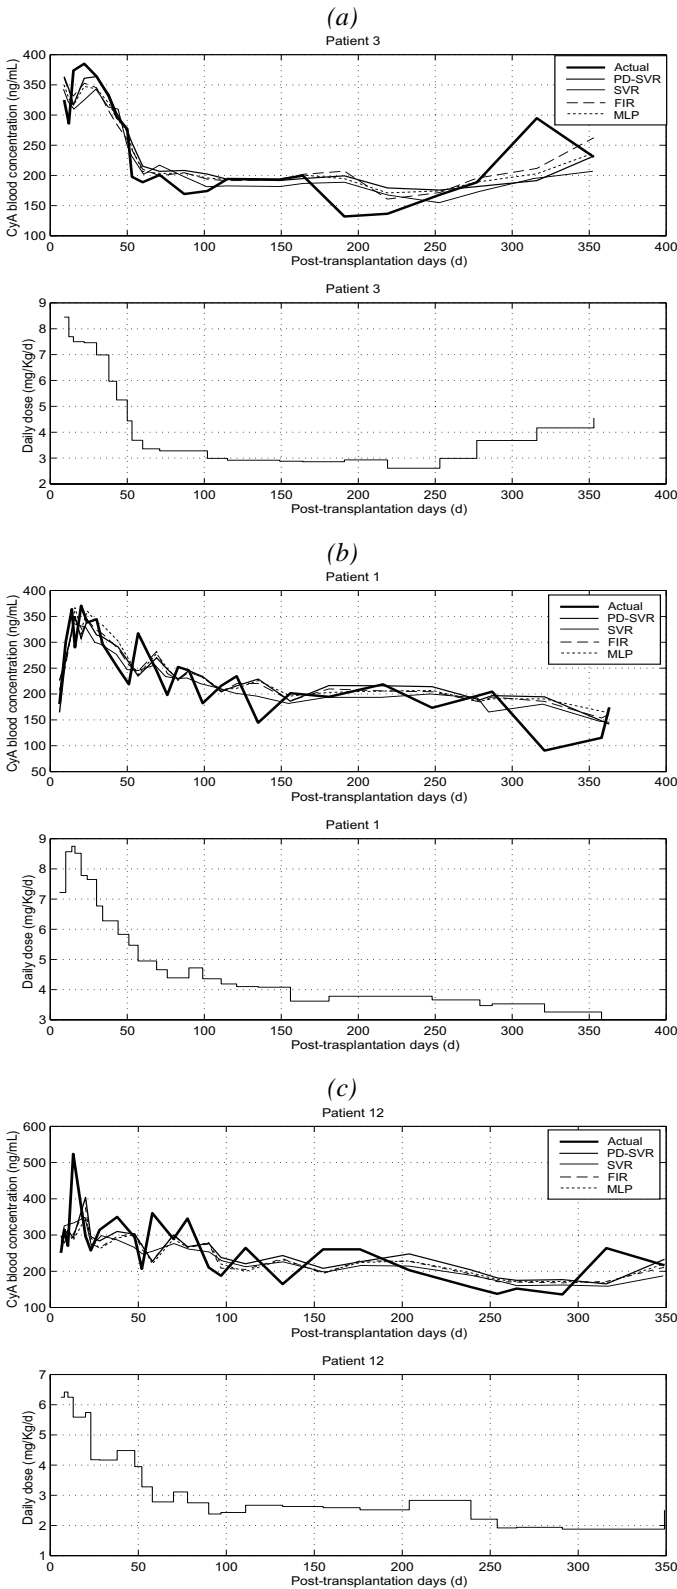 (a)
Patient 3
CyA blood concentration (ng/mL)
400
350
300
250
200
150
100
0
50
100
150
200
250
300
350
400
Post-transplantation days (d)
Actual
PD-SVR
SVR
FIR
MLP
Patient 3
Daily dose (mg/Kg/d)
9
8
7
6
5
4
3
2
0
50
100
150
200
250
300
350
400
Post-transplantation days (d)
(b)
Patient 1
CyA blood concentration (ng/mL)
400
350
300
250
200
150
100
50
0
50
100
150
200
250
300
350
400
Post-transplantation days (d)
Actual
PD-SVR
SVR
FIR
MLP
Patient 1
Daily dose (mg/Kg/d)
9
8
7
6
5
4
3
0
50
100
150
200
250
300
350
400
Post-trasplantation days (d)
(c)
Patient 12
CyA blood concentration (ng/mL)
600
500
400
300
200
100
0
50
100
150
200
250
300
350
Post-transplantation days (d)
Actual
PD-SVR
SVR
FIR
MLP
Patient 12
Daily dose (mg/Kg/d)
7
6
5
4
3
2
1
0
50
100
150
200
250
300
350
Post-transplantation days (d)